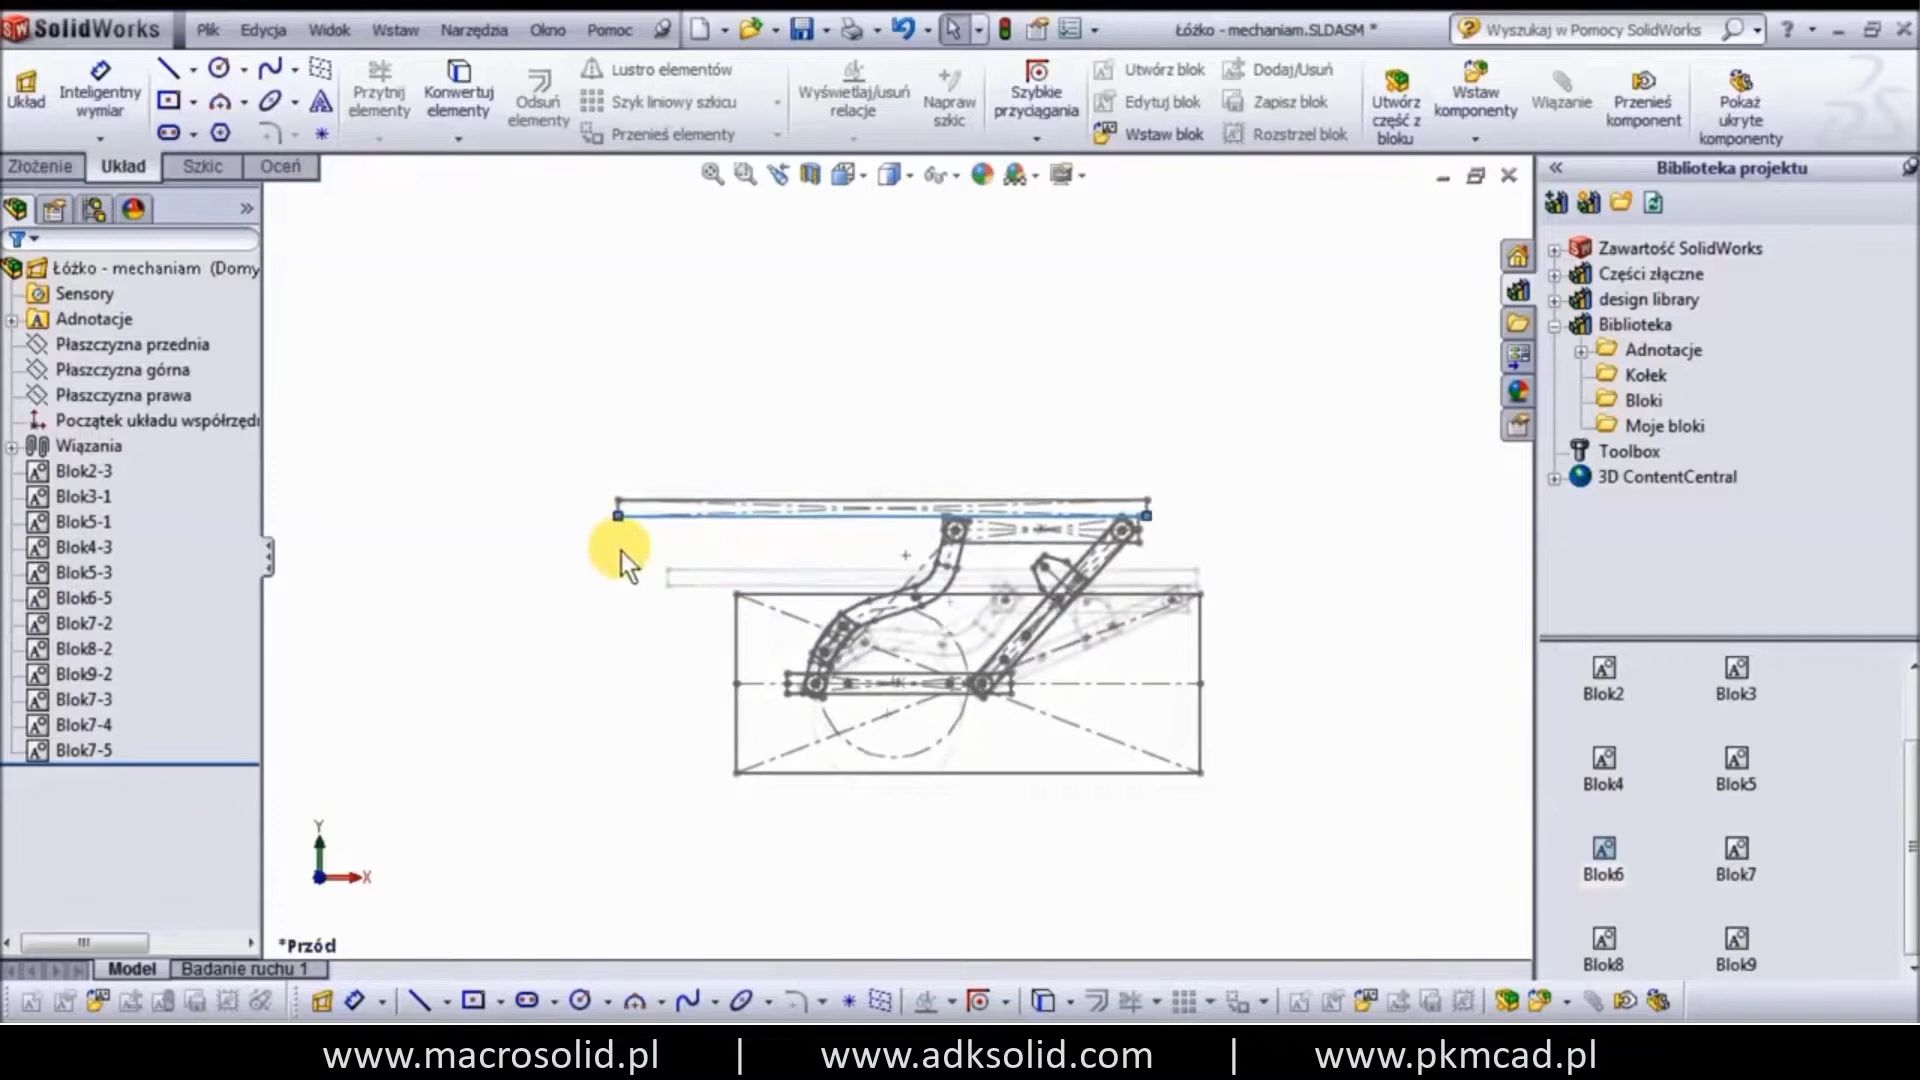 SolidWorks Plik Edycja Widok Wstaw Narzędzia Okno Pomoc Łóżko - mechaniam.SLDASM * Wyszukaj w Pomocy SolidWorks
Układ
Inteligentny wymiar
Przytnij elementy
Konwertuj elementy
Odsuń elementy
Lustro elementów
Szyk liniowy szkicu
Przenieś elementy
Wyświetlaj/usuń relacje
Napraw szkic
Szybkie przyciągania
Utwórz blok
Edytuj blok
Wstaw blok
Dodaj/Usuń
Zapisz blok
Rozstrzel blok
Utwórz część z bloku
Wstaw komponenty
Wiązanie
Przenieś komponent
Pokaż ukryte komponenty
Złożenie Układ Szkic Oceń
Łóżko - mechaniam (Domy
Sensory
Adnotacje
Płaszczyzna przednia
Płaszczyzna górna
Płaszczyzna prawa
Początek układu współrzędn
Wiązania
Blok2-3
Blok3-1
Blok5-1
Blok4-3
Blok5-3
Blok6-5
Blok7-2
Blok8-2
Blok9-2
Blok7-3
Blok7-4
Blok7-5
Y
X
*Przód
Biblioteka projektu
Zawartość SolidWorks
Części złączne
design library
Biblioteka
Adnotacje
Kołek
Bloki
Moje bloki
Toolbox
3D ContentCentral
Blok2 Blok3
Blok4 Blok5
Blok6 Blok7
Blok8 Blok9
Model Badanie ruchu 1
www.macrosolid.pl | www.adksolid.com | www.pkmcad.pl